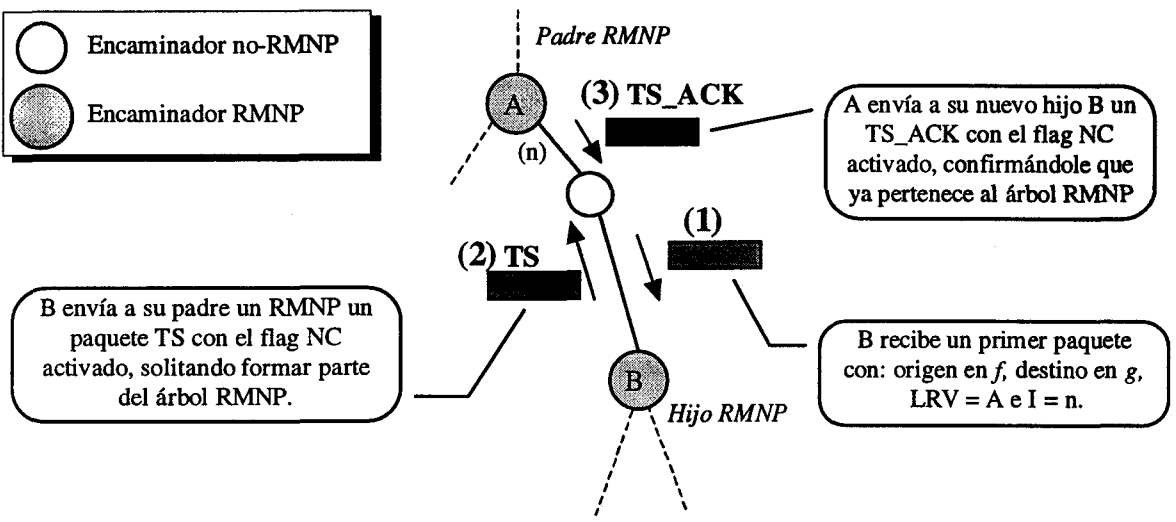 Encaminador no-RMNP
Encaminador RMNP
Padre RMNP
A
(n)
(3) TS_ACK
A envía a su nuevo hijo B un
TS_ACK con el flag NC
activado, confirmándole que
ya pertenece al árbol RMNP
(1)
(2) TS
B envía a su padre un RMNP un
paquete TS con el flag NC
activado, solitando formar parte
del árbol RMNP.
B recibe un primer paquete
con: origen en f, destino en g,
LRV = A e I = n.
B
Hijo RMNP